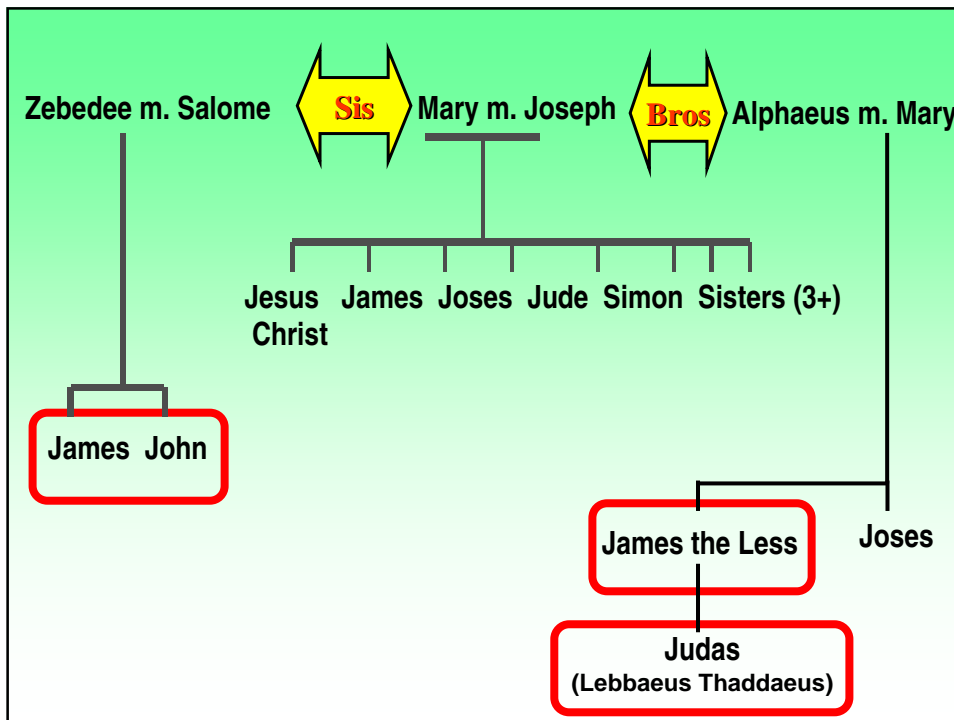 Zebedee m. Salome
Sis
Mary m. Joseph
Bros
Alphaeus m. Mary
Jesus Christ
James
Joses
Jude
Simon
Sisters (3+)
James John
James the Less
Joses
Judas
(Lebbaeus Thaddaeus)